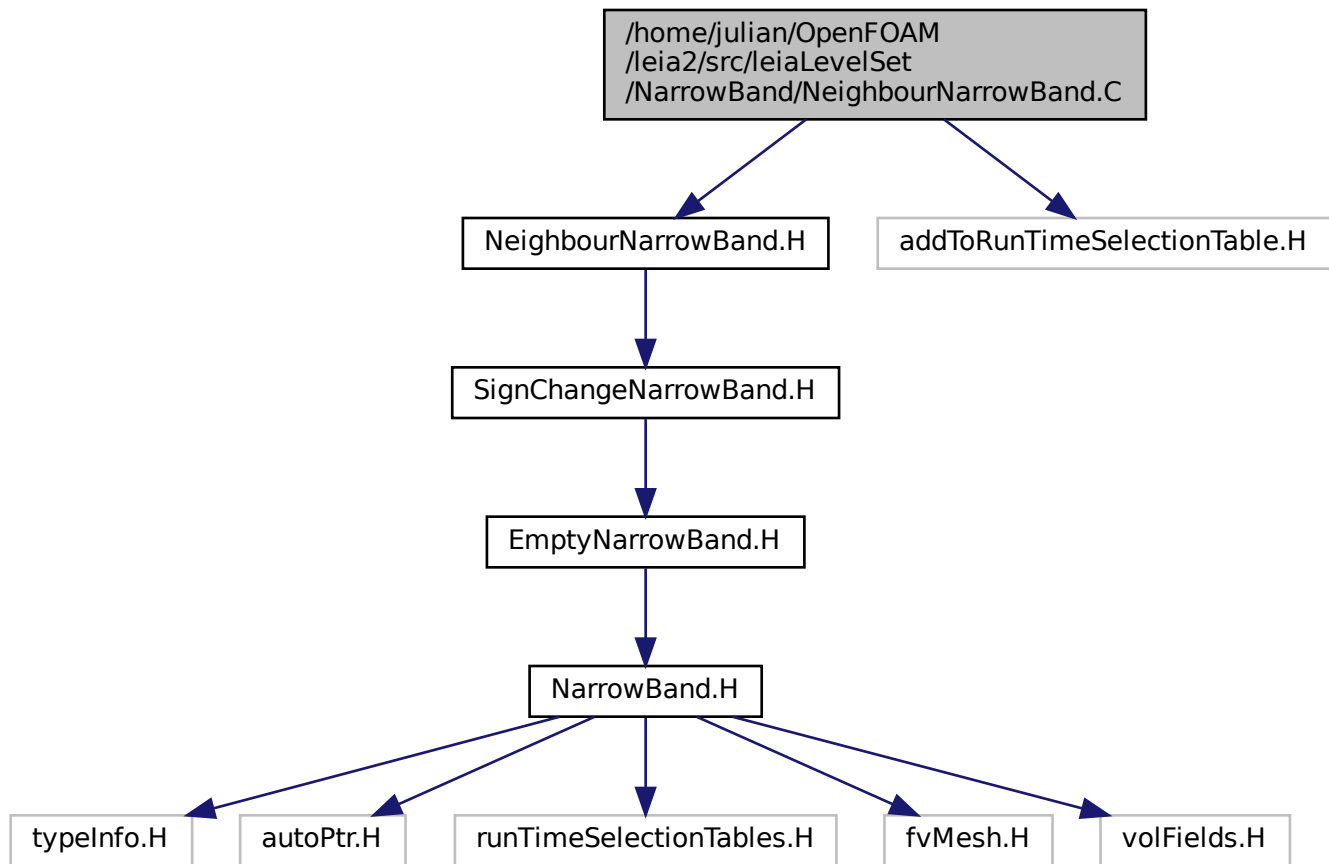 /home/julian/OpenFOAM
/leia2/src/leiaLevelSet
/NarrowBand/NeighbourNarrowBand.C
NeighbourNarrowBand.H
addToRunTimeSelectionTable.H
SignChangeNarrowBand.H
EmptyNarrowBand.H
NarrowBand.H
typeInfo.H
autoPtr.H
runTimeSelectionTables.H
fvMesh.H
volFields.H